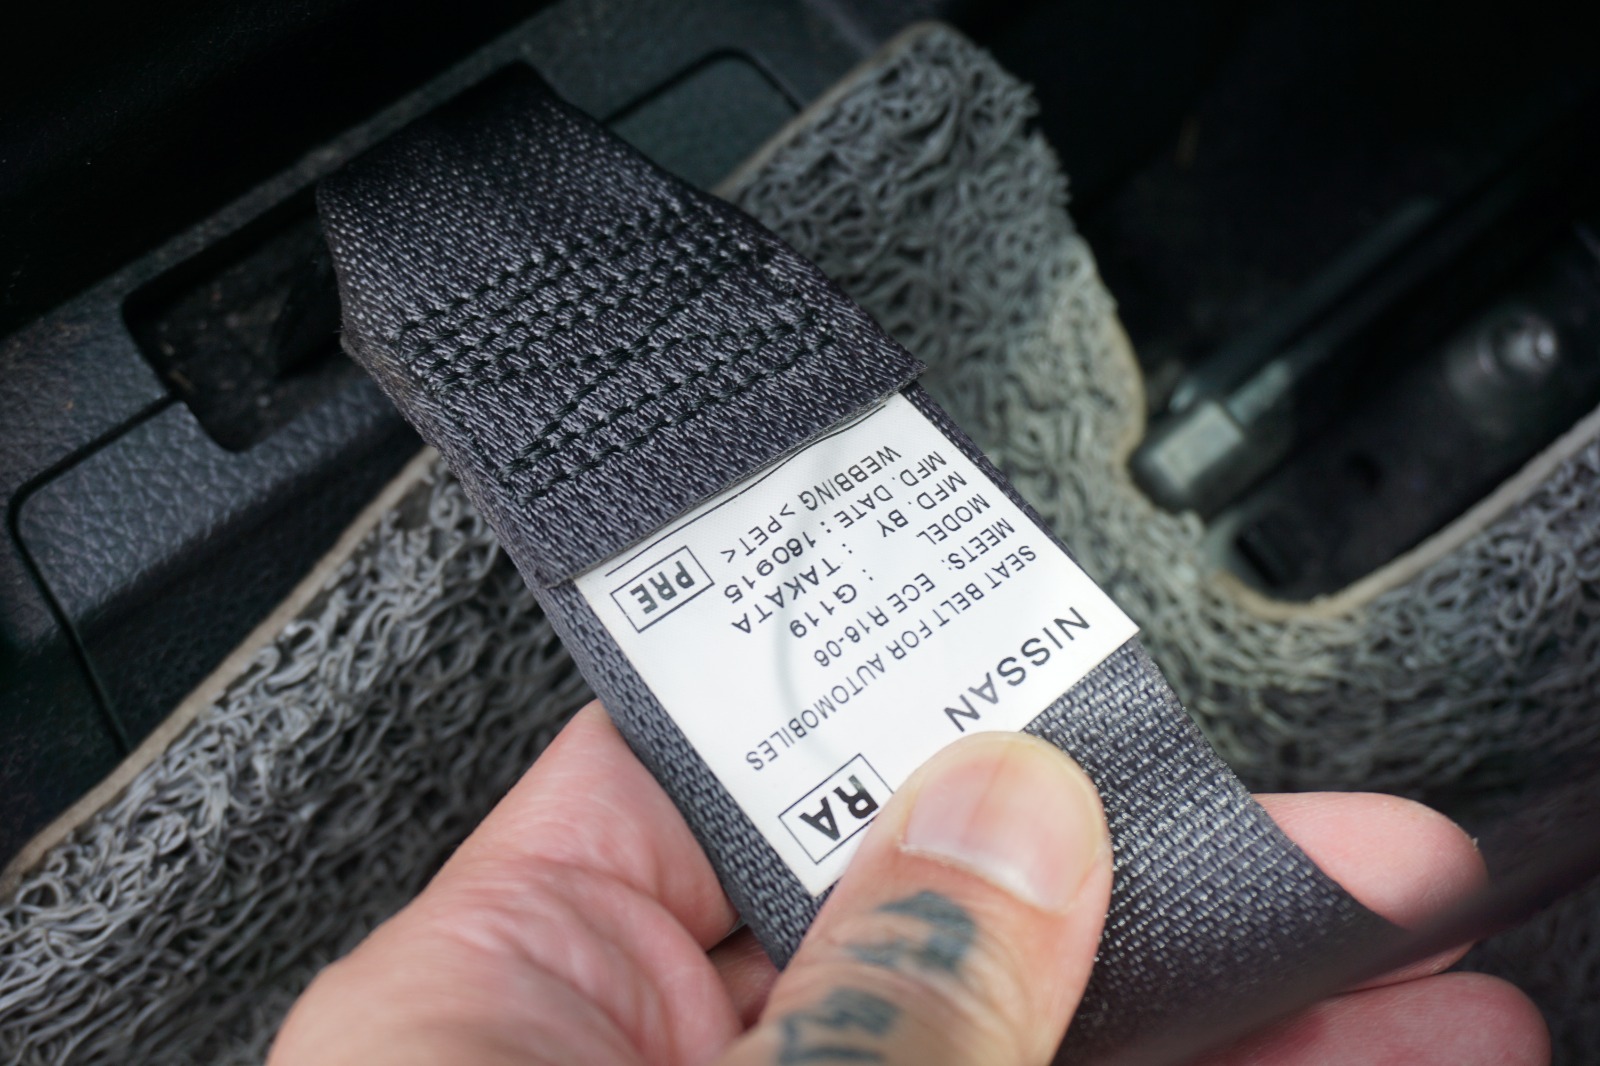 NISSAN
RA
SEAT BELT FOR AUTOMOBILES
MEETS: ECE R16-06
MODEL : G119
MFD. BY : TAKATA
MFD. DATE : 160915
WEBBING >PET<
PRE